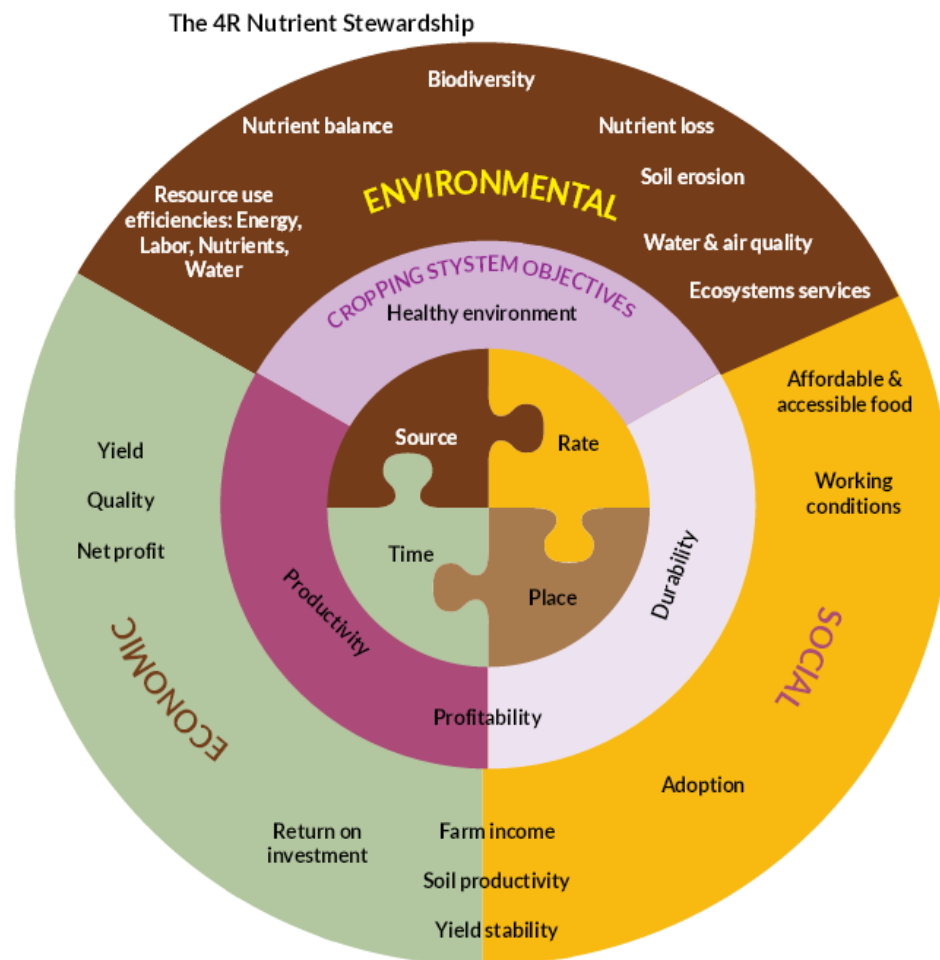 The 4R Nutrient Stewardship
Biodiversity
Nutrient balance
Nutrient loss
Soil erosion
ENVIRONMENTAL
Resource use
efficiencies: Energy,
Labor, Nutrients,
Water
Water & air quality
Ecosystems services
CROPPING STYSTEM OBJECTIVES
Healthy environment
Affordable &
accessible food
Source
Rate
Yield
Working
conditions
Quality
Net profit
Time
Place
Durability
Productivity
ECONOMIC
SOCIAL
Profitability
Adoption
Return on
investment
Farm income
Soil productivity
Yield stability